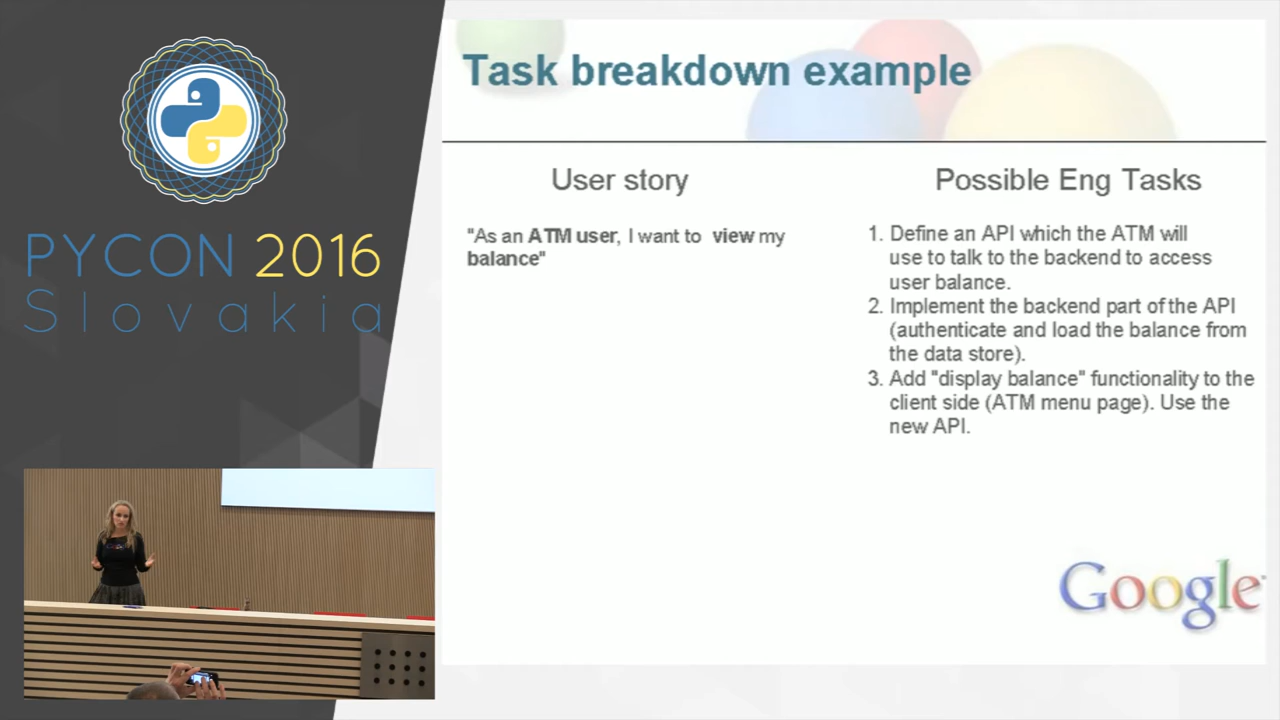 PYCON 2016
Slovakia
Task breakdown example
User story
"As an ATM user, I want to view my
balance"
Possible Eng Tasks
1. Define an API which the ATM will
use to talk to the backend to access
user balance.
2. Implement the backend part of the API
(authenticate and load the balance from
the data store).
3. Add "display balance" functionality to the
client side (ATM menu page). Use the
new API.
Google